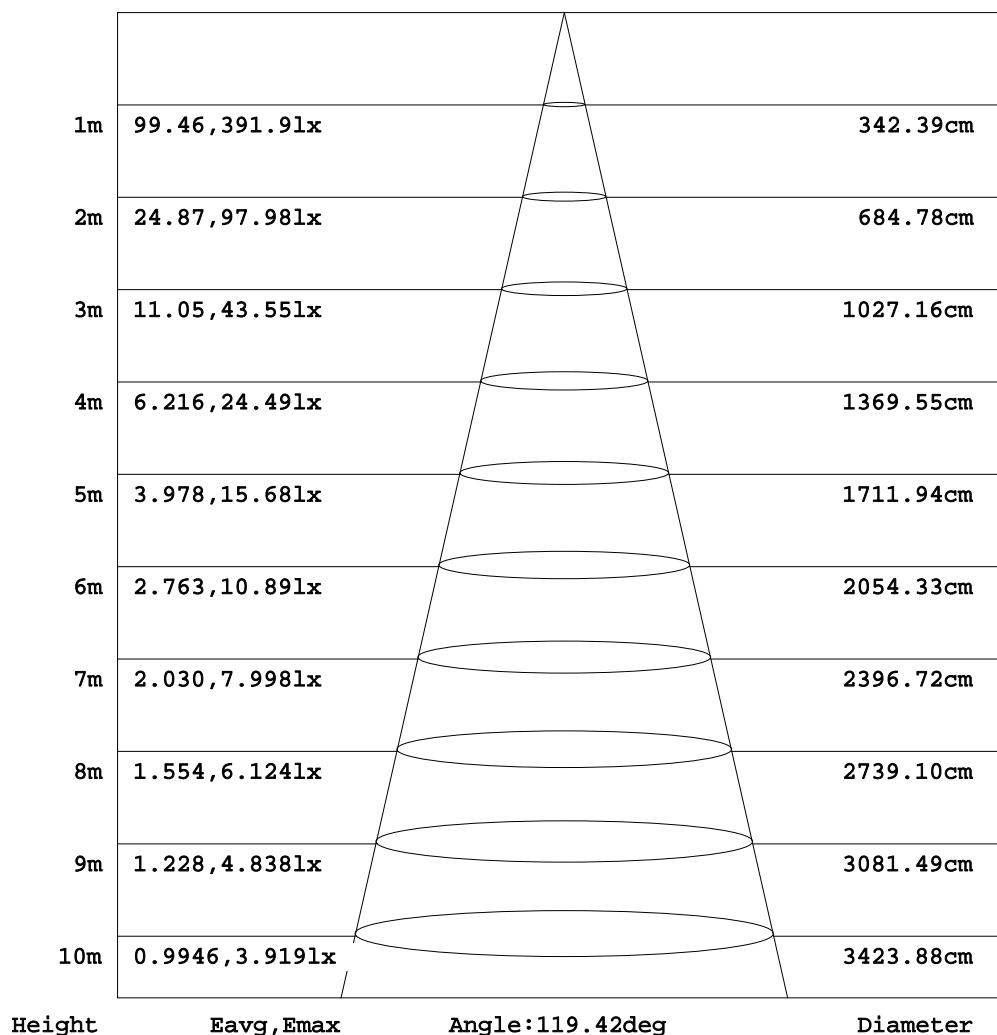 1m 99.46,391.9lx 342.39cm
2m 24.87,97.98lx 684.78cm
3m 11.05,43.55lx 1027.16cm
4m 6.216,24.49lx 1369.55cm
5m 3.978,15.68lx 1711.94cm
6m 2.763,10.89lx 2054.33cm
7m 2.030,7.998lx 2396.72cm
8m 1.554,6.124lx 2739.10cm
9m 1.228,4.838lx 3081.49cm
10m 0.9946,3.919lx 3423.88cm
Height Eavg,Emax Angle:119.42deg Diameter